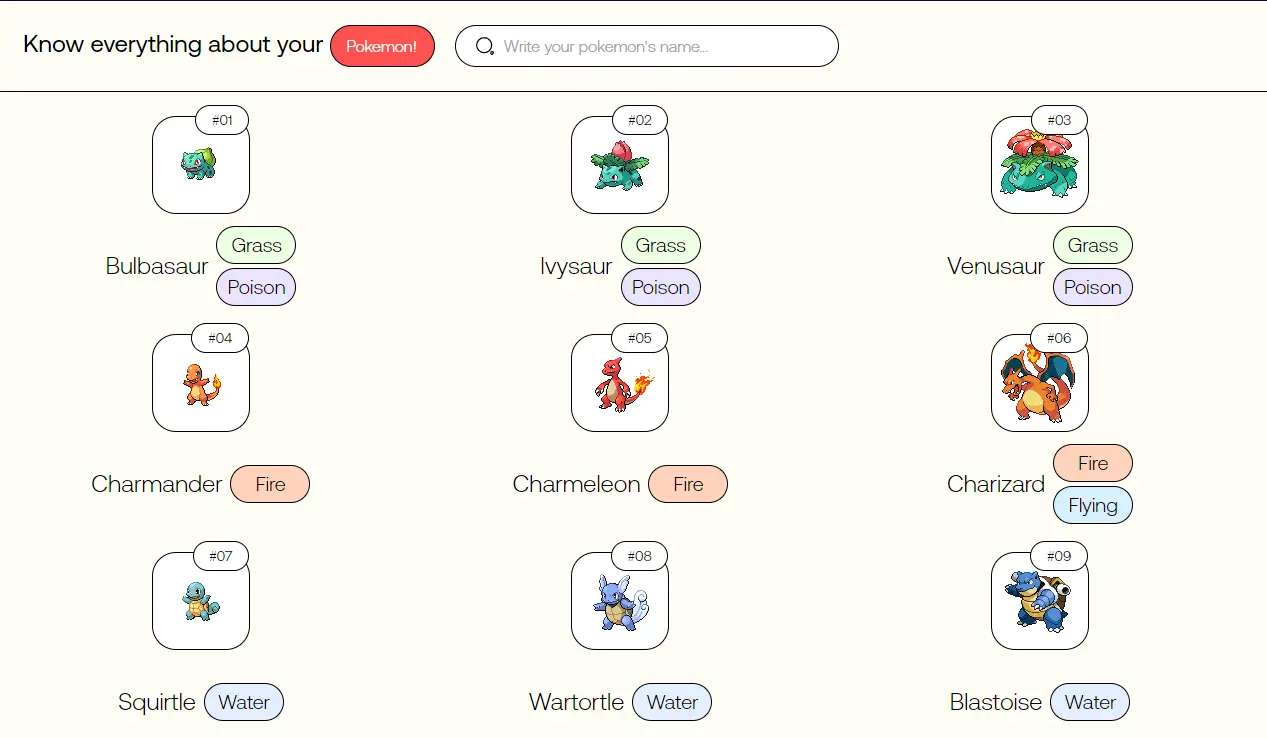 Know everything about your Pokemon! Write your pokemon's name...
#01 #02 #03
Grass Grass Grass
Bulbasaur Ivysaur Venusaur
Poison Poison Poison
#04 #05 #06
Fire
Charmander Fire Charmeleon Fire Charizard
Flying
#07 #08 #09
Squirtle Water Wartortle Water Blastoise Water